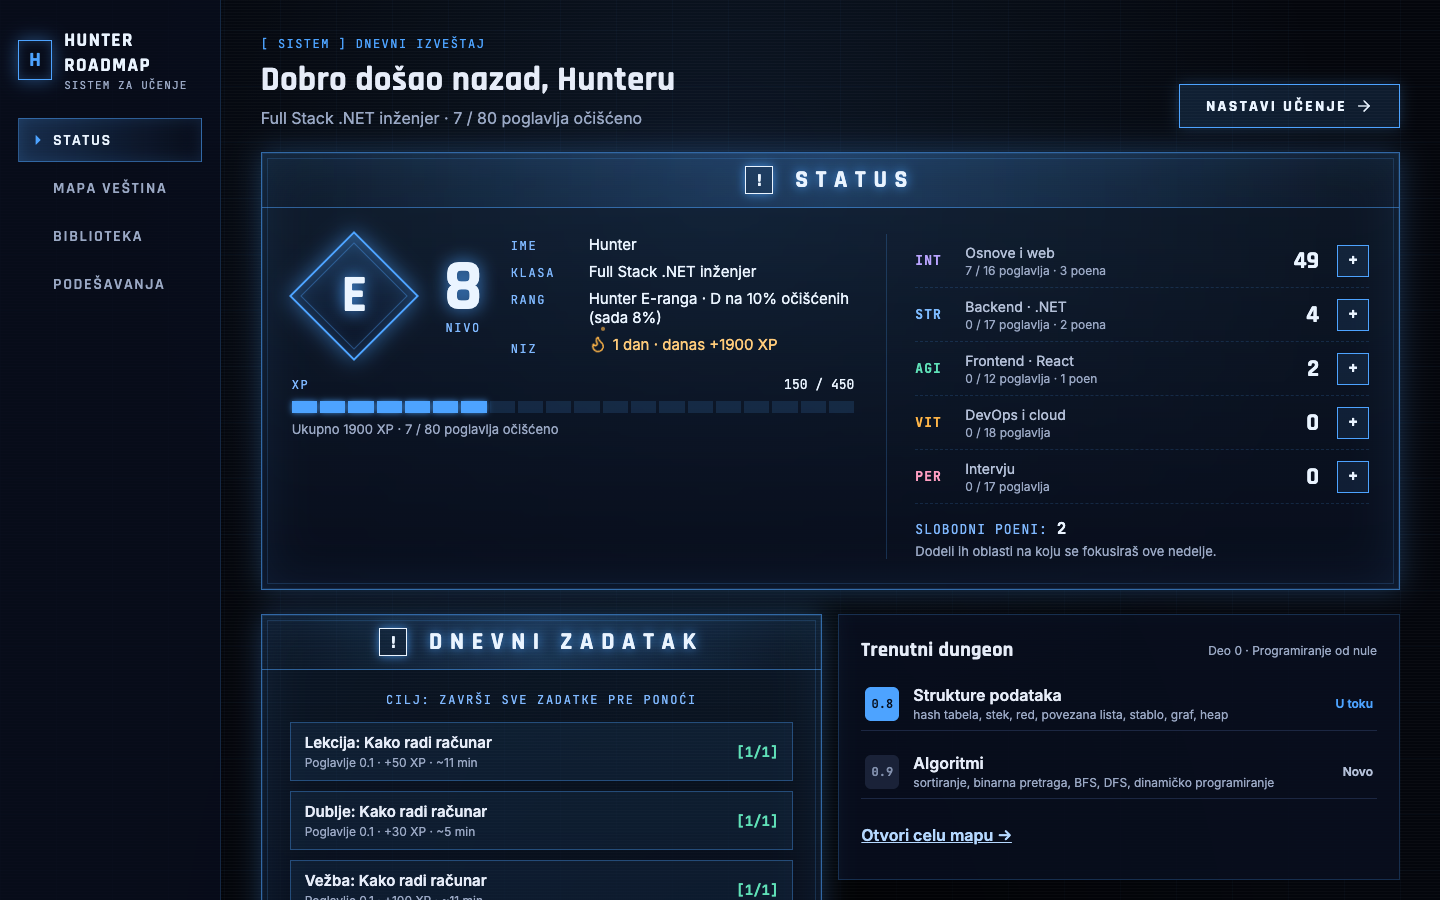 H
HUNTER
ROADMAP
SISTEM ZA UČENJE
STATUS
MAPA VEŠTINA
BIBLIOTEKA
PODEŠAVANJA
[ SISTEM ] DNEVNI IZVEŠTAJ
Dobro došao nazad, Hunteru
Full Stack .NET inženjer · 7 / 80 poglavlja očišćeno
NASTAVI UČENJE →
! STATUS
E
8
NIVO
IME Hunter
KLASA Full Stack .NET inženjer
RANG Hunter E-ranga · D na 10% očišćenih
(sada 8%)
NIZ 1 dan · danas +1900 XP
XP 150 / 450
Ukupno 1900 XP · 7 / 80 poglavlja očišćeno
INT Osnove i web 49 +
7 / 16 poglavlja · 3 poena
STR Backend · .NET 4 +
0 / 17 poglavlja · 2 poena
AGI Frontend · React 2 +
0 / 12 poglavlja · 1 poen
VIT DevOps i cloud 0 +
0 / 18 poglavlja
PER Intervju 0 +
0 / 17 poglavlja
SLOBODNI POENI: 2
Dodeli ih oblasti na koju se fokusiraš ove nedelje.
! DNEVNI ZADATAK
CILJ: ZAVRŠI SVE ZADATKE PRE PONOĆI
Lekcija: Kako radi računar [1/1]
Poglavlje 0.1 · +50 XP · ~11 min
Dublje: Kako radi računar [1/1]
Poglavlje 0.1 · +30 XP · ~5 min
Vežba: Kako radi računar [1/1]
Poglavlje 0.1 · +100 XP · ~11 min
Trenutni dungeon Deo 0 · Programiranje od nule
0.8 Strukture podataka U toku
hash tabela, stek, red, povezana lista, stablo, graf, heap
0.9 Algoritmi Novo
sortiranje, binarna pretraga, BFS, DFS, dinamičko programiranje
Otvori celu mapu →